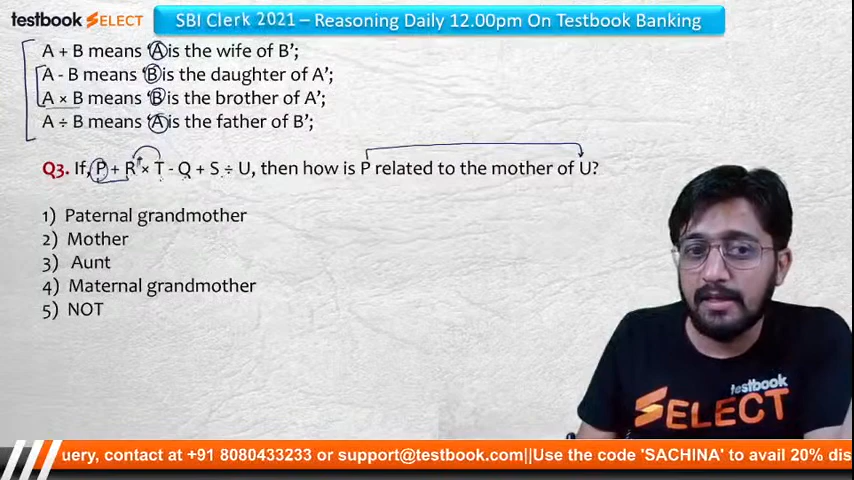 testbook SELECT
SBI Clerk 2021 - Reasoning Daily 12.00pm On Testbook Banking
A + B means 'A is the wife of B';
A - B means 'B is the daughter of A';
A × B means 'B is the brother of A';
A ÷ B means 'A is the father of B';
Q3. If, P + R × T - Q + S ÷ U, then how is P related to the mother of U?
1) Paternal grandmother
2) Mother
3) Aunt
4) Maternal grandmother
5) NOT
testbook
SELECT
uery, contact at +91 8080433233 or support@testbook.com||Use the code 'SACHINA' to avail 20% dis